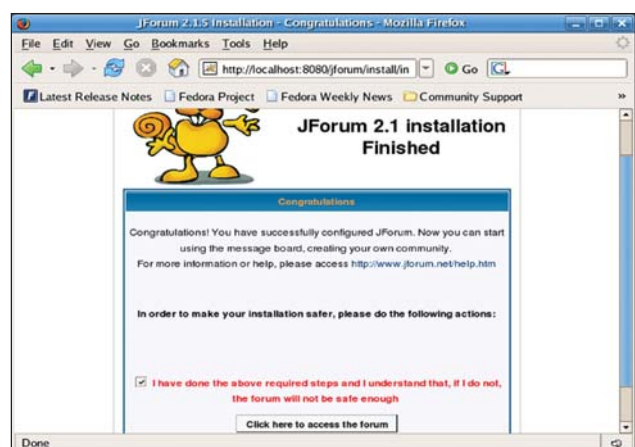 JForum 2.1.5 Installation - Congratulations - Mozilla Firefox
File Edit View Go Bookmarks Tools Help
http://localhost:8080/jforum/install/in Go G
Latest Release Notes Fedora Project Fedora Weekly News Community Support »
JForum 2.1 installation
Finished
Congratulations
Congratulations! You have successfully configured JForum. Now you can start
using the message board, creating your own community.
For more information or help, please access http://www.jforum.net/help.htm
In order to make your installation safer, please do the following actions:
I have done the above required steps and I understand that, if I do not,
the forum will not be safe enough
Click here to access the forum
Done